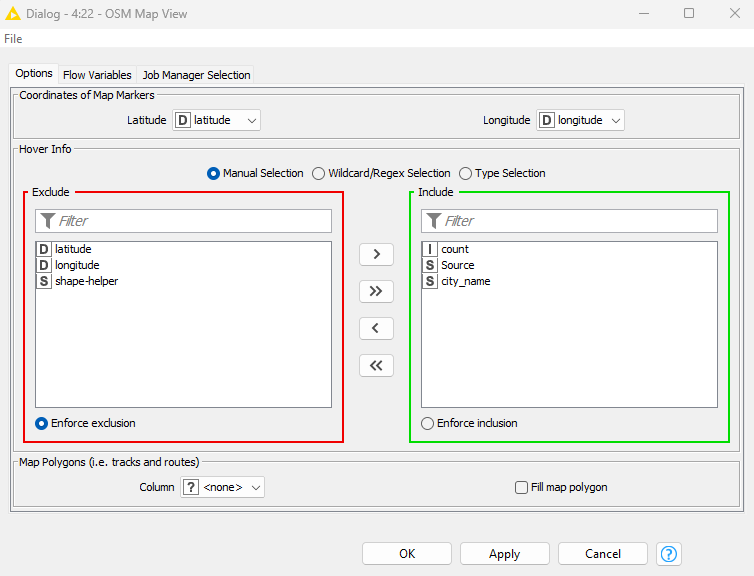 Dialog - 4:22 - OSM Map View
File
Options Flow Variables Job Manager Selection
Coordinates of Map Markers
Latitude D latitude Longitude D longitude
Hover Info
Manual Selection Wildcard/Regex Selection Type Selection
Exclude
Filter
D latitude
D longitude
S shape-helper
Enforce exclusion
>
>>
<
<<
Include
Filter
I count
S Source
S city_name
Enforce inclusion
Map Polygons (i.e. tracks and routes)
Column ? <none> Fill map polygon
OK Apply Cancel ?